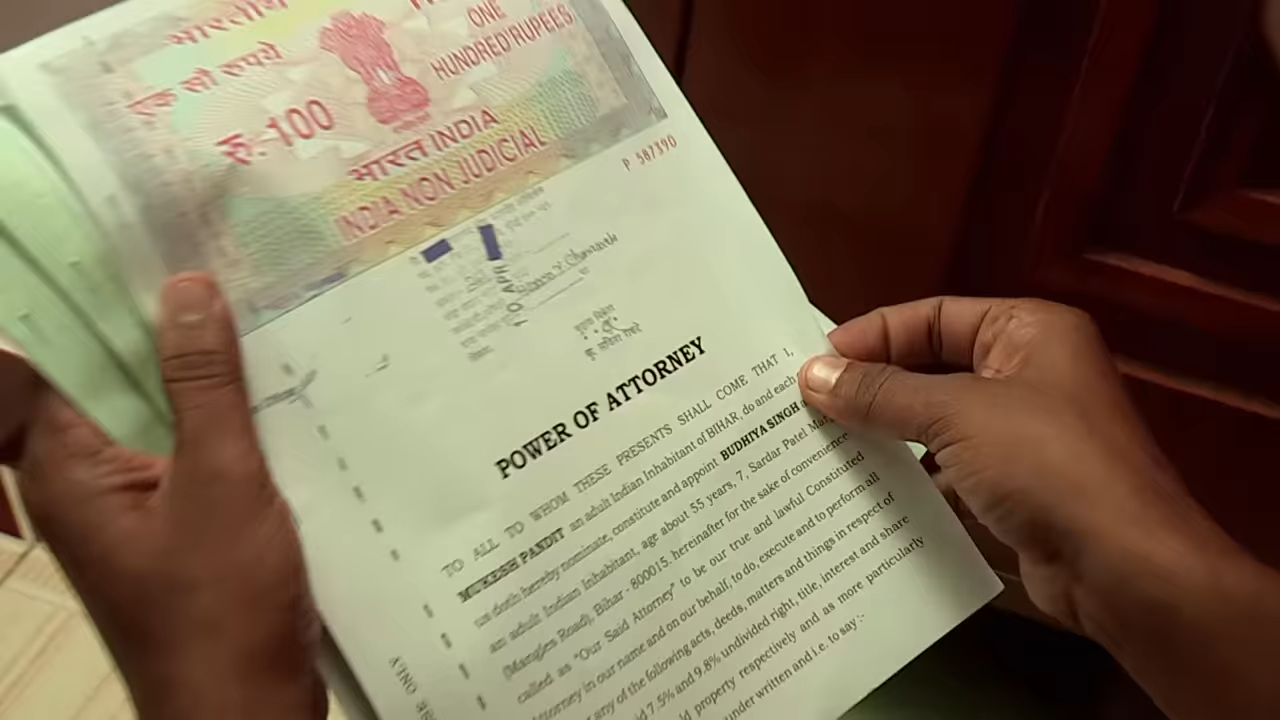 भारतीय
एक सौ रुपये
ONE
HUNDRED RUPEES
रु.-100
भारत INDIA
INDIA NON JUDICIAL
P 587390
POWER OF ATTORNEY
TO ALL TO WHOM THESE PRESENTS SHALL COME THAT I,
MUKESH PANDIT an adult Indian Inhabitant of BIHAR, do and each
us doth hereby nominate, constitute and appoint BUDHIYA SINGH
an adult Indian Inhabitant, age about 55 years, 7, Sardar Patel
(Mangles Road), Bihar - 800015. hereinafter for the sake of convenience
called as "Our Said Attorney" to be our true and lawful Constituted
Attorney in our name and on our behalf to do, execute and to perform all
or any of the following acts, deeds, matters and things in respect of
7.5% and 9.8% undivided right, title, interest and share
property respectively and as more particularly
under written and i.e. to say:-
ONLY